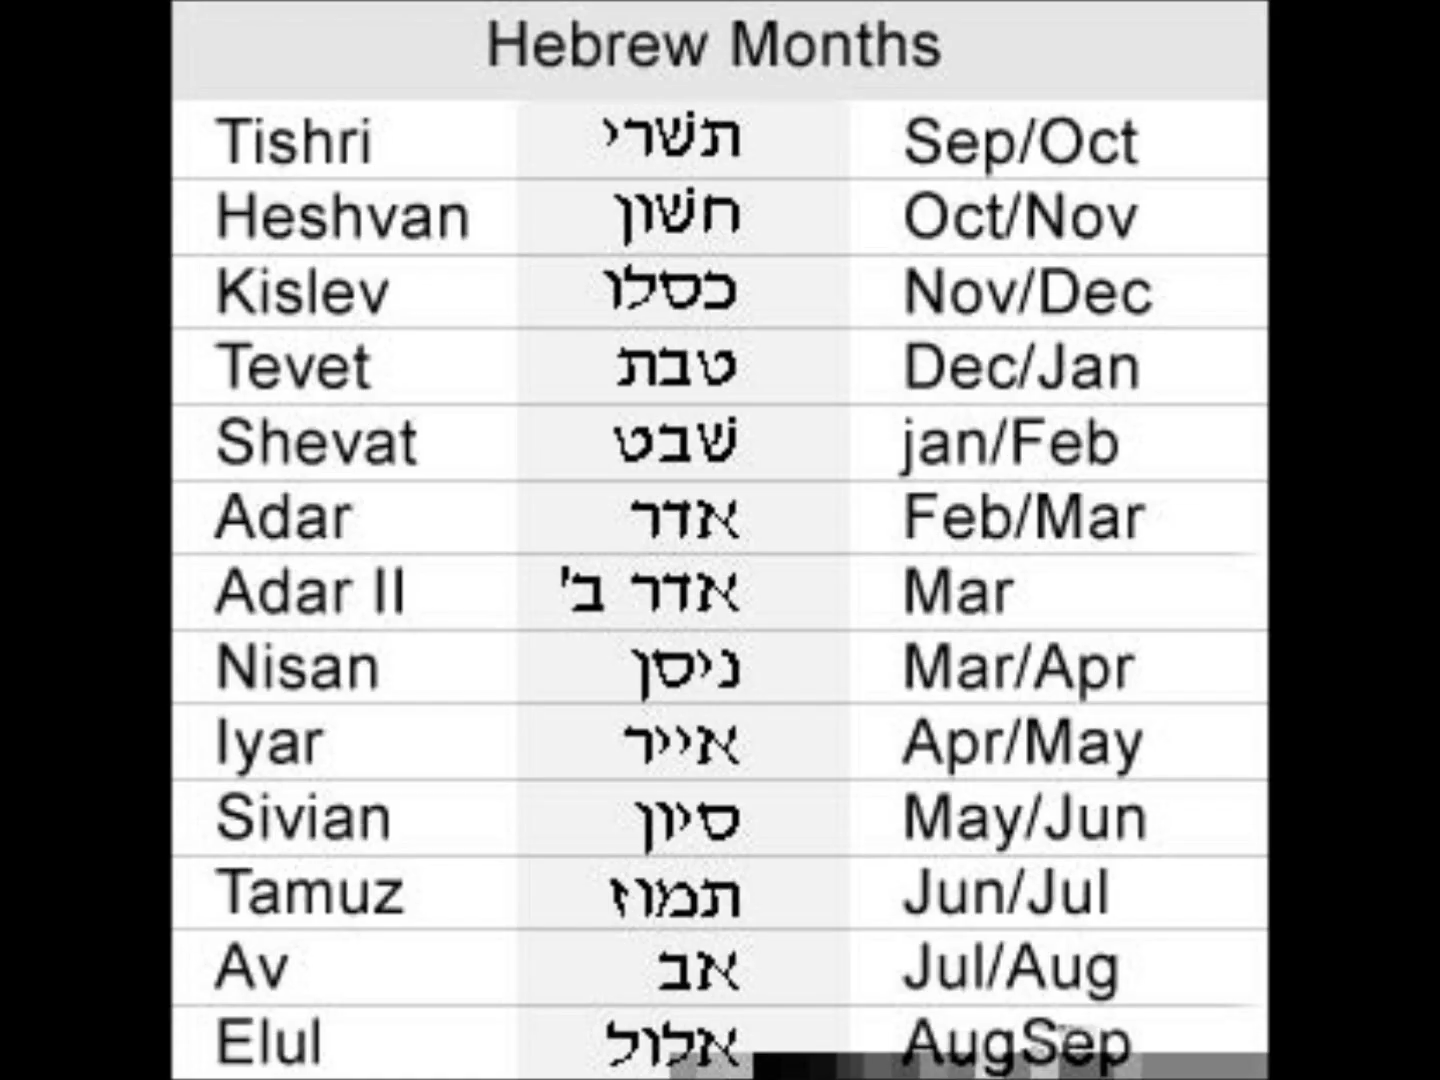 Hebrew Months
Tishri תשרי Sep/Oct
Heshvan חשון Oct/Nov
Kislev כסלו Nov/Dec
Tevet טבת Dec/Jan
Shevat שבט jan/Feb
Adar אדר Feb/Mar
Adar II אדר ב' Mar
Nisan ניסן Mar/Apr
Iyar אייר Apr/May
Sivian סיון May/Jun
Tamuz תמוז Jun/Jul
Av אב Jul/Aug
Elul אלול AugSep